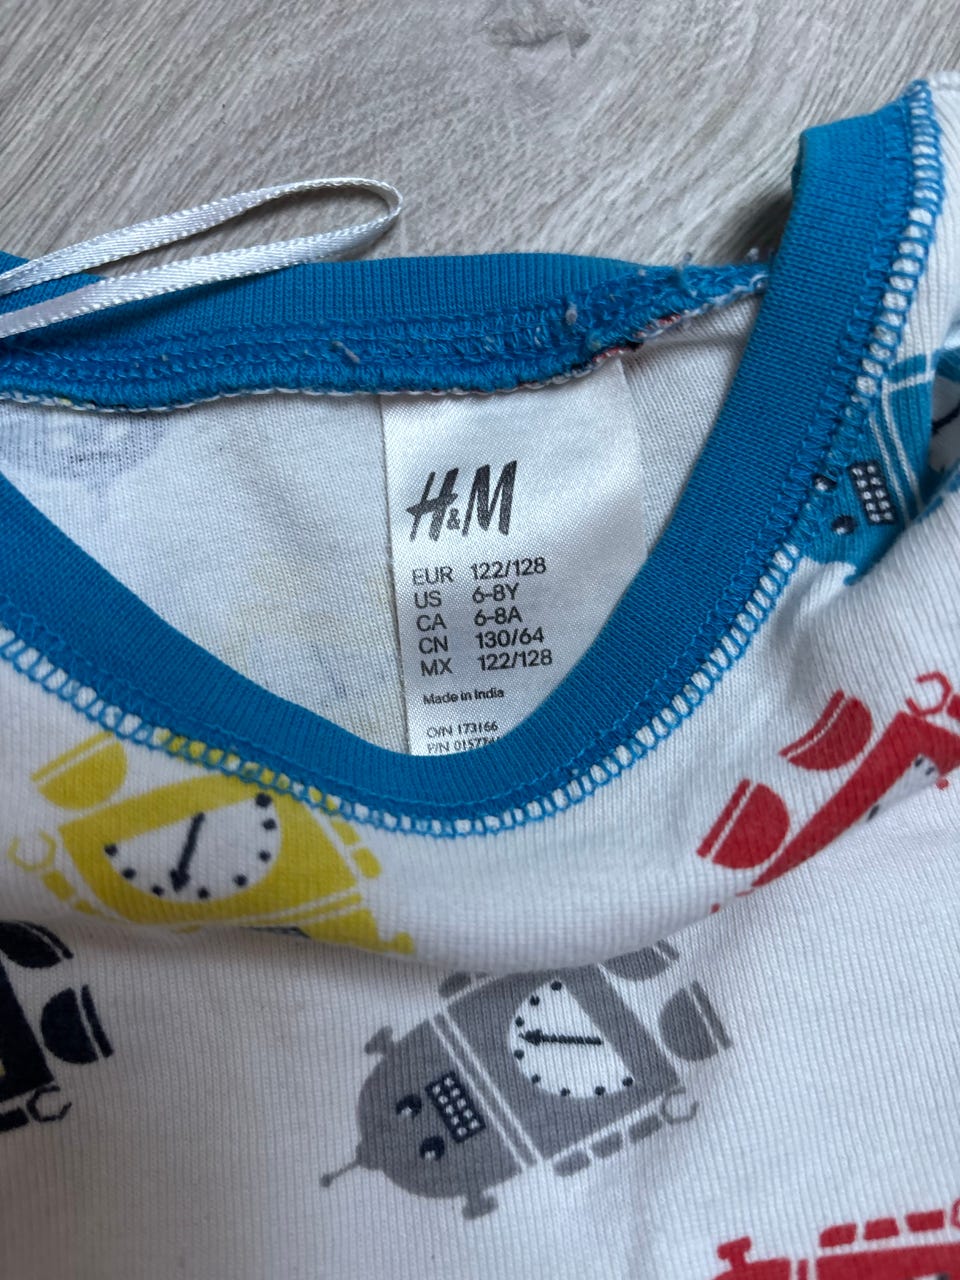 H&M
EUR 122/128
US 6-8Y
CA 6-8A
CN 130/64
MX 122/128
Made in India
O/N 173166
P/N